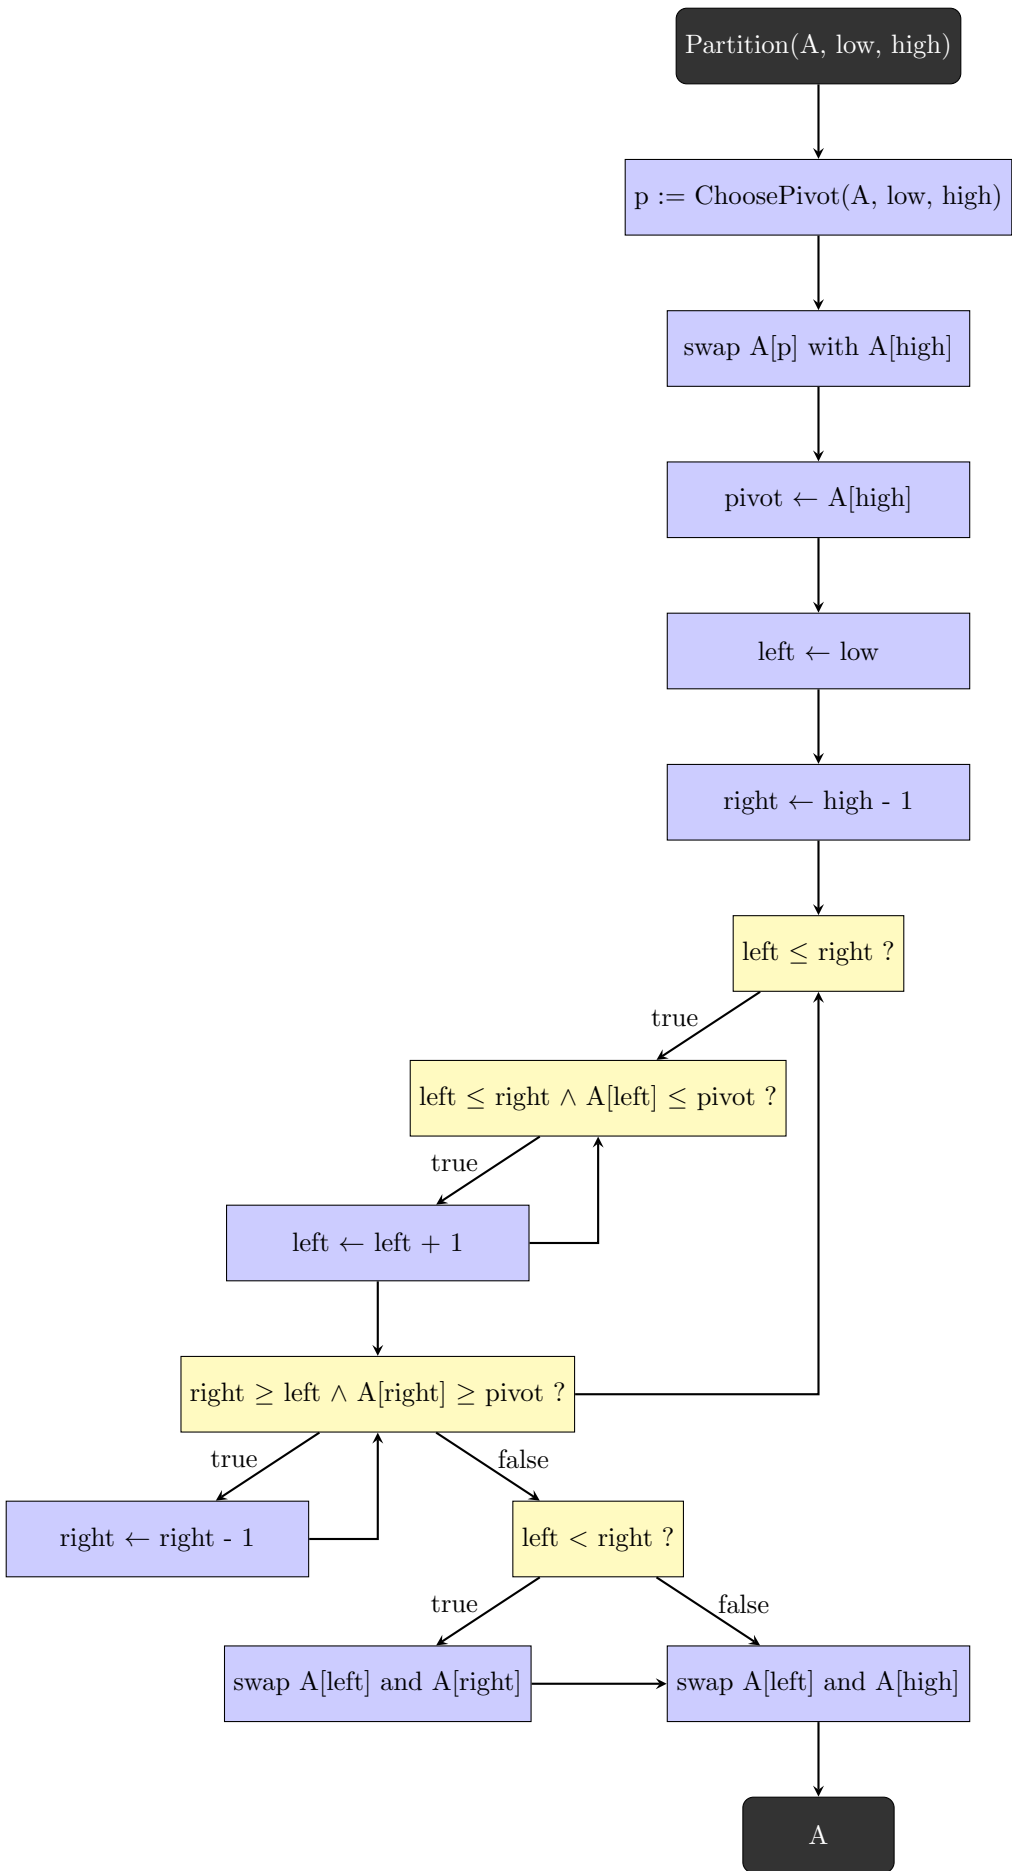 Partition(A, low, high)
p := ChoosePivot(A, low, high)
swap A[p] with A[high]
pivot ← A[high]
left ← low
right ← high - 1
left ≤ right ?
true
left ≤ right ∧ A[left] ≤ pivot ?
true
left ← left + 1
right ≥ left ∧ A[right] ≥ pivot ?
true
false
right ← right - 1
left < right ?
true
false
swap A[left] and A[right]
swap A[left] and A[high]
A